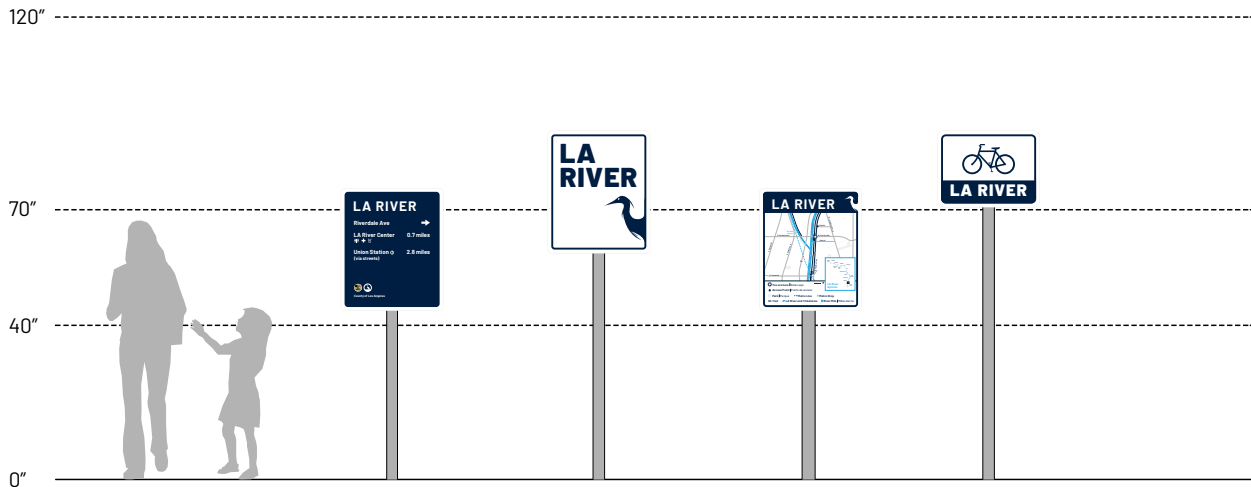 120"
70"
40"
0"
LA RIVER
Riverdale Ave
LA River Center 0.7 miles
Union Station 2.8 miles
(via streets)
County of Los Angeles
LA
RIVER
LA RIVER
LA RIVER